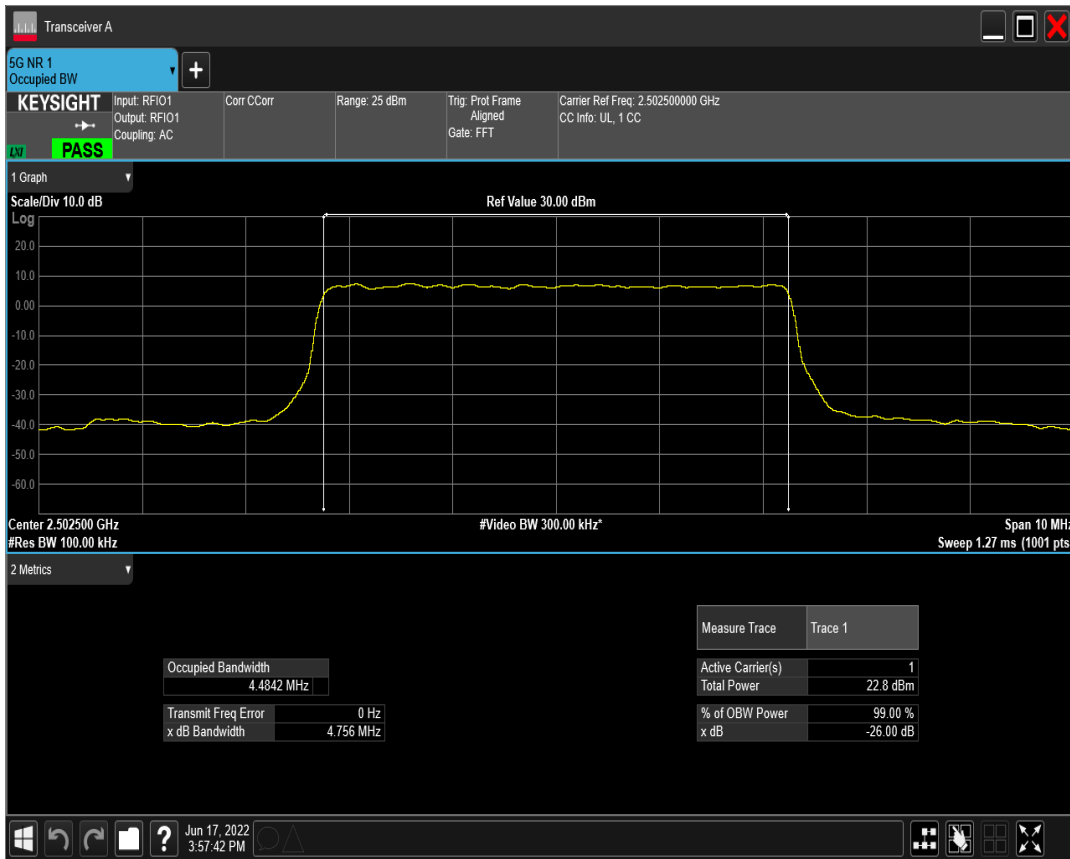 Transceiver A
5G NR 1
Occupied BW
KEYSIGHT
LXI
PASS
Input: RFIO1
Output: RFIO1
Coupling: AC
Corr CCorr
Range: 25 dBm
Trig: Prot Frame
Aligned
Gate: FFT
Carrier Ref Freq: 2.502500000 GHz
CC Info: UL, 1 CC
1 Graph
Scale/Div 10.0 dB
Ref Value 30.00 dBm
Log
20.0
10.0
0.00
-10.0
-20.0
-30.0
-40.0
-50.0
-60.0
Center 2.502500 GHz
#Video BW 300.00 kHz*
Span 10 MHz
#Res BW 100.00 kHz
Sweep 1.27 ms (1001 pts
2 Metrics
Measure Trace Trace 1
Occupied Bandwidth
4.4842 MHz
Transmit Freq Error 0 Hz
x dB Bandwidth 4.756 MHz
Active Carrier(s) 1
Total Power 22.8 dBm
% of OBW Power 99.00 %
x dB -26.00 dB
?
Jun 17, 2022
3:57:42 PM